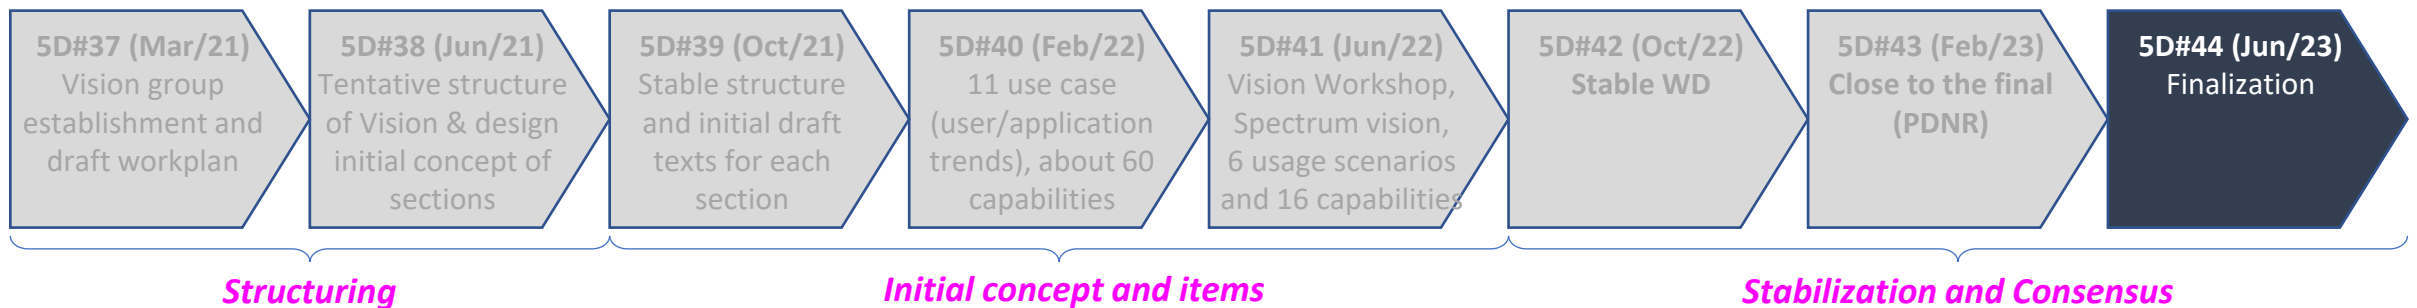 5D#37 (Mar/21)
Vision group
establishment and
draft workplan
5D#38 (Jun/21)
Tentative structure
of Vision & design
initial concept of
sections
5D#39 (Oct/21)
Stable structure
and initial draft
texts for each
section
5D#40 (Feb/22)
11 use case
(user/application
trends), about 60
capabilities
5D#41 (Jun/22)
Vision Workshop,
Spectrum vision,
6 usage scenarios
and 16 capabilities
5D#42 (Oct/22)
Stable WD
5D#43 (Feb/23)
Close to the final
(PDNR)
5D#44 (Jun/23)
Finalization
Structuring
Initial concept and items
Stabilization and Consensus